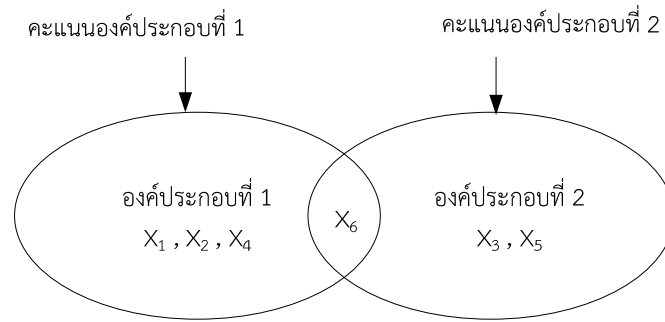 คะแนนองค์ประกอบที่ 1
คะแนนองค์ประกอบที่ 2
องค์ประกอบที่ 1
X₁ , X₂ , X₄
X₆
องค์ประกอบที่ 2
X₃ , X₅